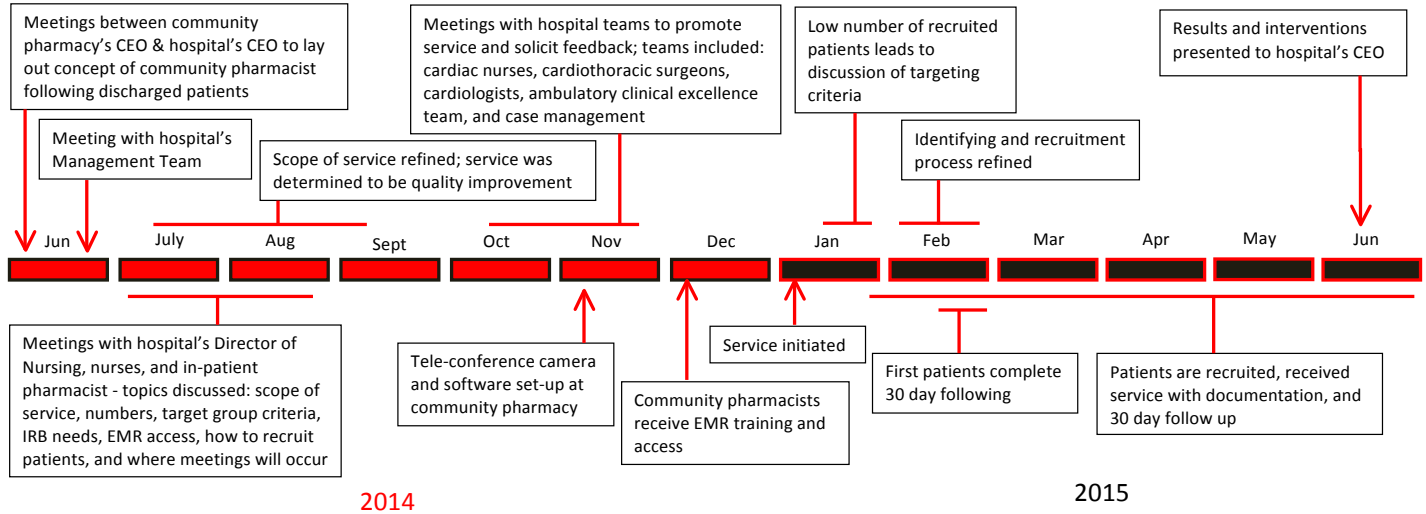 Meetings between community
pharmacy's CEO & hospital's CEO to lay
out concept of community pharmacist
following discharged patients
Meeting with hospital's
Management Team
Scope of service refined; service was
determined to be quality improvement
Meetings with hospital teams to promote
service and solicit feedback; teams included:
cardiac nurses, cardiothoracic surgeons,
cardiologists, ambulatory clinical excellence
team, and case management
Low number of recruited
patients leads to
discussion of targeting
criteria
Identifying and recruitment
process refined
Results and interventions
presented to hospital's CEO
Jun July Aug Sept Oct Nov Dec Jan Feb Mar Apr May Jun
Meetings with hospital's Director of
Nursing, nurses, and in-patient
pharmacist - topics discussed: scope of
service, numbers, target group criteria,
IRB needs, EMR access, how to recruit
patients, and where meetings will occur
Tele-conference camera
and software set-up at
community pharmacy
Community pharmacists
receive EMR training and
access
Service initiated
First patients complete
30 day following
Patients are recruited, received
service with documentation, and
30 day follow up
2014
2015